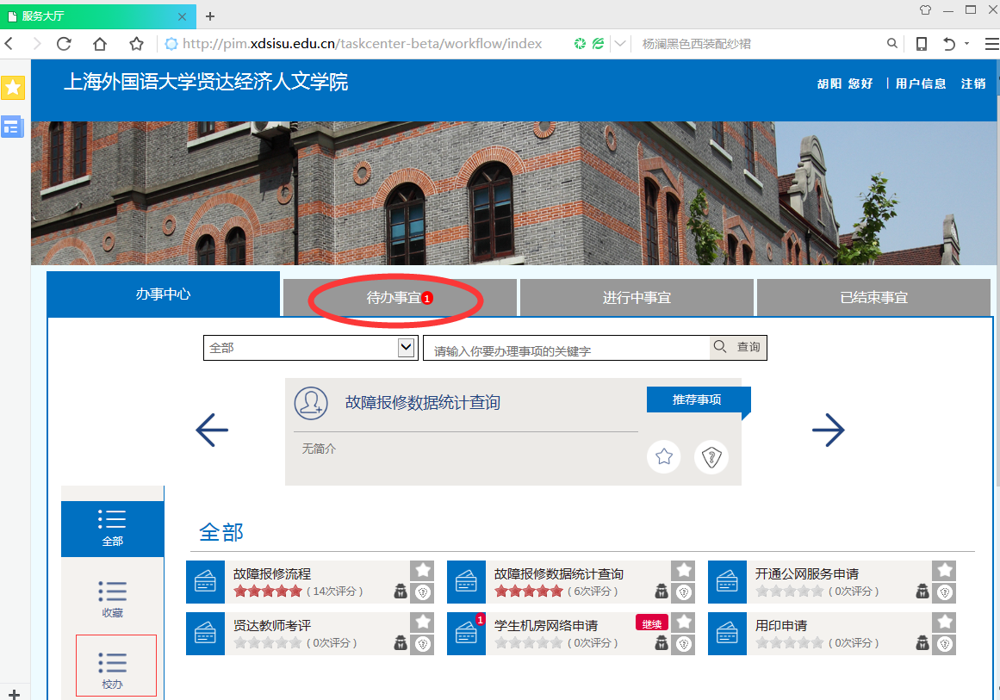 服务大厅
http://pim.xdsisu.edu.cn/taskcenter-beta/workflow/index
杨澜黑色西装配纱裙
上海外国语大学贤达经济人文学院
胡阳 您好 | 用户信息 注销
办事中心
待办事宜 1
进行中事宜
已结束事宜
全部
请输入你要办理事项的关键字
查询
故障报修数据统计查询
推荐事项
无简介
全部
收藏
校办
全部
故障报修流程
( 14次评分 )
故障报修数据统计查询
( 6次评分 )
开通公网服务申请
( 0次评分 )
贤达教师考评
( 0次评分 )
1
学生机房网络申请
继续
( 0次评分 )
用印申请
( 0次评分 )